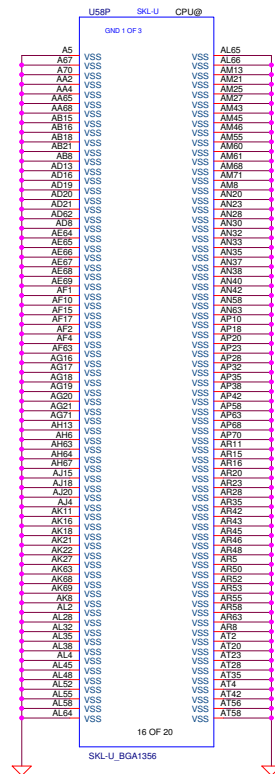 U58P SKL-U CPU@
GND 1 OF 3
A5 VSS VSS AL65
A67 VSS VSS AL66
A70 VSS VSS AM13
AA2 VSS VSS AM21
AA4 VSS VSS AM25
AA65 VSS VSS AM27
AA68 VSS VSS AM43
AB15 VSS VSS AM45
AB16 VSS VSS AM46
AB18 VSS VSS AM55
AB21 VSS VSS AM60
AB8 VSS VSS AM61
AD13 VSS VSS AM68
AD16 VSS VSS AM71
AD19 VSS VSS AM8
AD20 VSS VSS AN20
AD21 VSS VSS AN23
AD62 VSS VSS AN28
AD8 VSS VSS AN30
AE64 VSS VSS AN32
AE65 VSS VSS AN33
AE66 VSS VSS AN35
AE67 VSS VSS AN37
AE68 VSS VSS AN38
AE69 VSS VSS AN40
AF1 VSS VSS AN42
AF10 VSS VSS AN58
AF15 VSS VSS AN63
AF17 VSS VSS AP10
AF2 VSS VSS AP18
AF4 VSS VSS AP20
AF63 VSS VSS AP23
AG16 VSS VSS AP28
AG17 VSS VSS AP32
AG18 VSS VSS AP35
AG19 VSS VSS AP38
AG20 VSS VSS AP42
AG21 VSS VSS AP58
AG71 VSS VSS AP63
AH13 VSS VSS AP68
AH6 VSS VSS AP70
AH63 VSS VSS AR11
AH64 VSS VSS AR15
AH67 VSS VSS AR16
AJ15 VSS VSS AR20
AJ18 VSS VSS AR23
AJ20 VSS VSS AR28
AJ4 VSS VSS AR35
AK11 VSS VSS AR42
AK16 VSS VSS AR43
AK18 VSS VSS AR45
AK21 VSS VSS AR46
AK22 VSS VSS AR48
AK27 VSS VSS AR5
AK63 VSS VSS AR50
AK68 VSS VSS AR52
AK69 VSS VSS AR53
AK8 VSS VSS AR55
AL2 VSS VSS AR58
AL28 VSS VSS AR63
AL32 VSS VSS AR8
AL35 VSS VSS AT2
AL38 VSS VSS AT20
AL4 VSS VSS AT23
AL45 VSS VSS AT28
AL48 VSS VSS AT35
AL52 VSS VSS AT4
AL55 VSS VSS AT42
AL58 VSS VSS AT56
AL64 VSS VSS AT58
16 OF 20
SKL-U_BGA1356